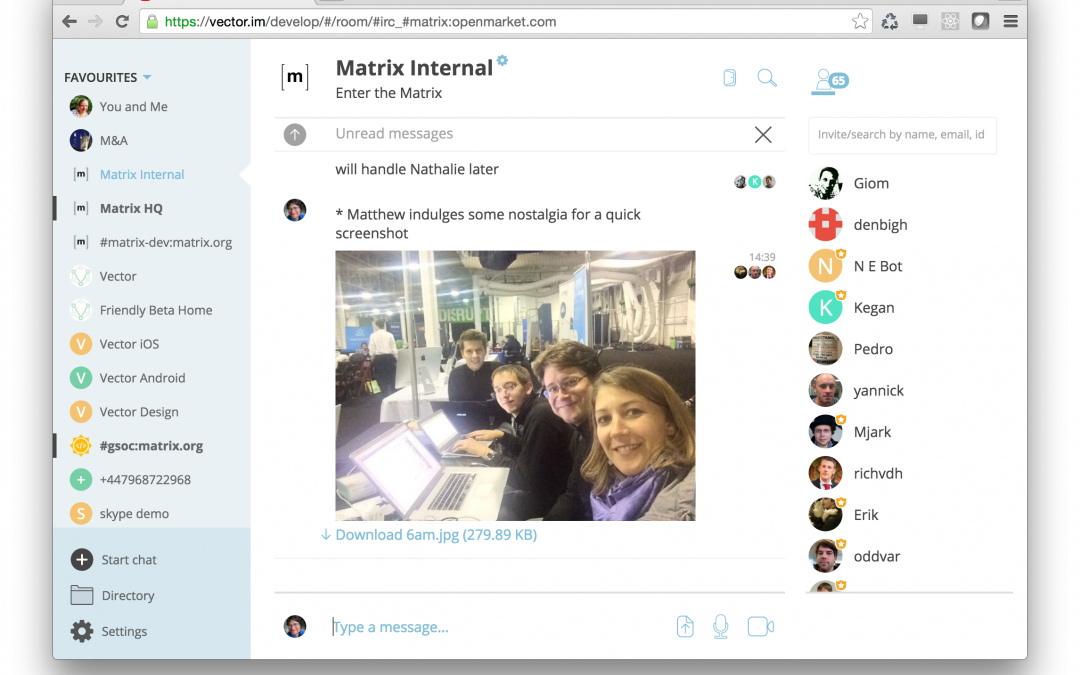 https://vector.im/develop/#/room/#irc_#matrix:openmarket.com
FAVOURITES
You and Me
M&A
[m] Matrix Internal
[m] Matrix HQ
[m] #matrix-dev:matrix.org
Vector
Friendly Beta Home
V Vector iOS
V Vector Android
V Vector Design
#gsoc:matrix.org
+ +447968722968
S skype demo
Start chat
Directory
Settings
[m]
Matrix Internal
Enter the Matrix
Unread messages
will handle Nathalie later
K
* Matthew indulges some nostalgia for a quick
screenshot
14:39
DISRUPT
Download 6am.jpg (279.89 KB)
Type a message...
65
Invite/search by name, email, id
Giom
denbigh
N N E Bot
K Kegan
Pedro
yannick
Mjark
richvdh
Erik
oddvar